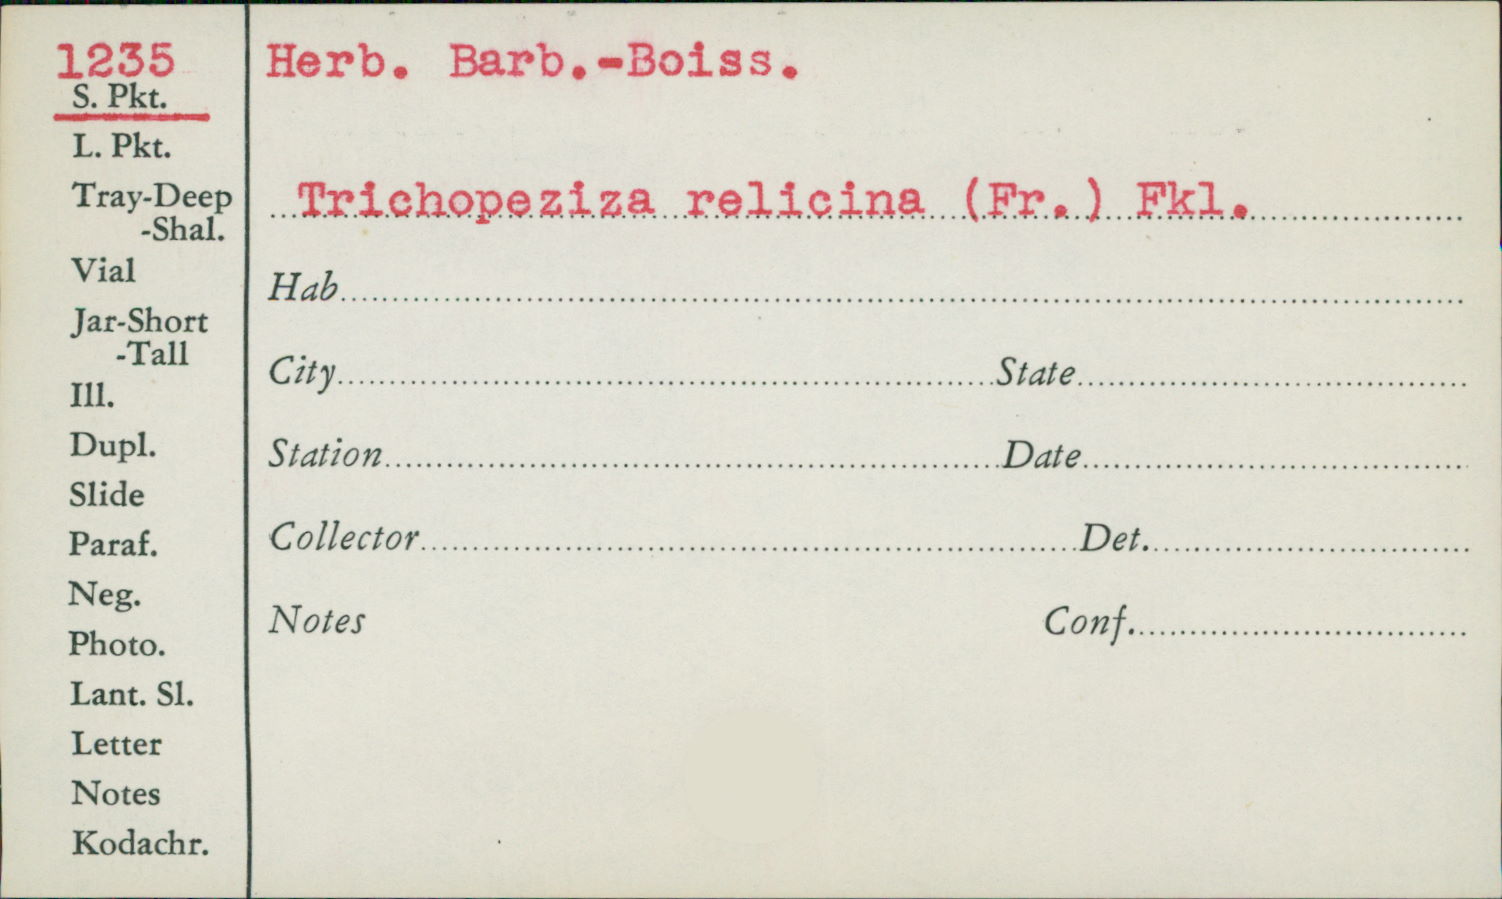 1235
S. Pkt.
L. Pkt.
Tray-Deep
-Shal.
Vial
Jar-Short
-Tall
Ill.
Dupl.
Slide
Paraf.
Neg.
Photo.
Lant. Sl.
Letter
Notes
Kodachr.
Herb. Barb.-Boiss.
Trichopeziza relicina (Fr.) Fkl.
Hab
City State
Station Date
Collector Det.
Notes Conf.